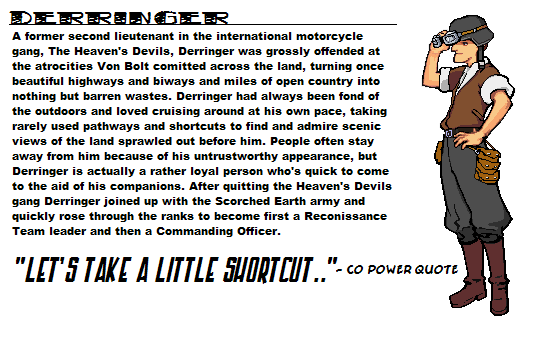 DERRINGER
A former second lieutenant in the international motorcycle
gang, The Heaven's Devils, Derringer was grossly offended at
the atrocities Von Bolt comitted across the land, turning once
beautiful highways and biways and miles of open country into
nothing but barren wastes. Derringer had always been fond of
the outdoors and loved cruising around at his own pace, taking
rarely used pathways and shortcuts to find and admire scenic
views of the land sprawled out before him. People often stay
away from him because of his untrustworthy appearance, but
Derringer is actually a rather loyal person who's quick to come
to the aid of his companions. After quitting the Heaven's Devils
gang Derringer joined up with the Scorched Earth army and
quickly rose through the ranks to become first a Reconissance
Team leader and then a Commanding Officer.
"LET'S TAKE A LITTLE SHORTCUT.." - CO POWER QUOTE